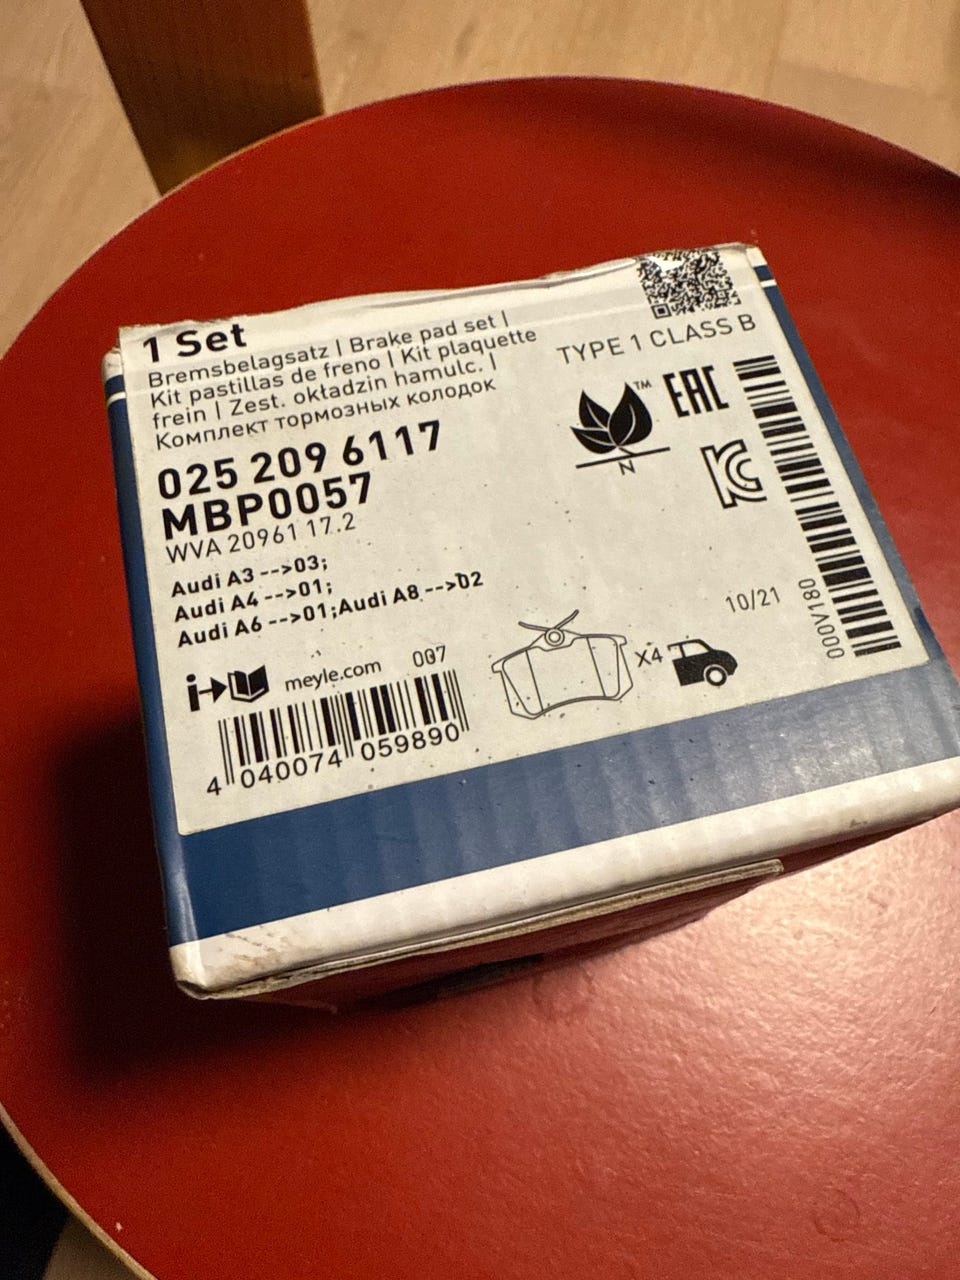 1 Set
Bremsbelagsatz | Brake pad set |
Kit pastillas de freno | Kit plaquette
frein | Zest. okładzin hamulc. |
Комплект тормозных колодок
025 209 6117
MBP0057
WVA 20961 17.2
Audi A3 -->03;
Audi A4 -->01;
Audi A6 -->01;Audi A8 -->02
meyle.com 007
4 040074 059890
TYPE 1 CLASS B
TM
EAC
N
KC
X4
10/21
000V180